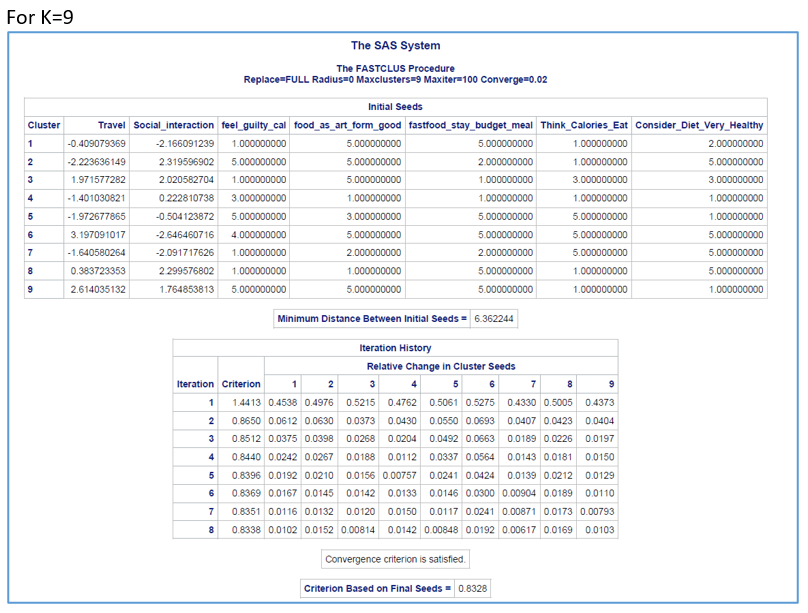 For K=9
The SAS System
The FASTCLUS Procedure
Replace=FULL Radius=0 Maxclusters=9 Maxiter=100 Converge=0.02
Initial Seeds
Cluster Travel Social_interaction feel_guilty_cal food_as_art_form_good fastfood_stay_budget_meal Think_Calories_Eat Consider_Diet_Very_Healthy
1 -0.409079369 -2.166091239 1.000000000 5.000000000 5.000000000 1.000000000 2.000000000
2 -2.223636149 2.319596902 5.000000000 5.000000000 2.000000000 1.000000000 5.000000000
3 1.971577282 2.020582704 1.000000000 5.000000000 1.000000000 3.000000000 3.000000000
4 -1.401030821 0.222810738 3.000000000 1.000000000 1.000000000 1.000000000 1.000000000
5 -1.972677865 -0.504123872 5.000000000 3.000000000 5.000000000 5.000000000 1.000000000
6 3.197091017 -2.646460716 4.000000000 5.000000000 5.000000000 5.000000000 5.000000000
7 -1.640580264 -2.091717626 1.000000000 2.000000000 2.000000000 5.000000000 5.000000000
8 0.383723353 2.299576802 1.000000000 1.000000000 5.000000000 1.000000000 5.000000000
9 2.614035132 1.764853813 5.000000000 5.000000000 5.000000000 1.000000000 1.000000000
Minimum Distance Between Initial Seeds = 6.362244
Iteration History
Relative Change in Cluster Seeds
Iteration Criterion 1 2 3 4 5 6 7 8 9
1 1.4413 0.4538 0.4976 0.5215 0.4762 0.5061 0.5275 0.4330 0.5005 0.4373
2 0.8650 0.0612 0.0630 0.0373 0.0430 0.0550 0.0693 0.0407 0.0423 0.0404
3 0.8512 0.0375 0.0398 0.0268 0.0204 0.0492 0.0663 0.0189 0.0226 0.0197
4 0.8440 0.0242 0.0267 0.0188 0.0112 0.0337 0.0564 0.0143 0.0181 0.0150
5 0.8396 0.0192 0.0210 0.0156 0.00757 0.0241 0.0424 0.0139 0.0212 0.0129
6 0.8369 0.0167 0.0145 0.0142 0.0133 0.0146 0.0300 0.00904 0.0189 0.0110
7 0.8351 0.0116 0.0132 0.0120 0.0150 0.0117 0.0241 0.00871 0.0173 0.00793
8 0.8338 0.0102 0.0152 0.00814 0.0142 0.00848 0.0192 0.00617 0.0169 0.0103
Convergence criterion is satisfied.
Criterion Based on Final Seeds = 0.8328